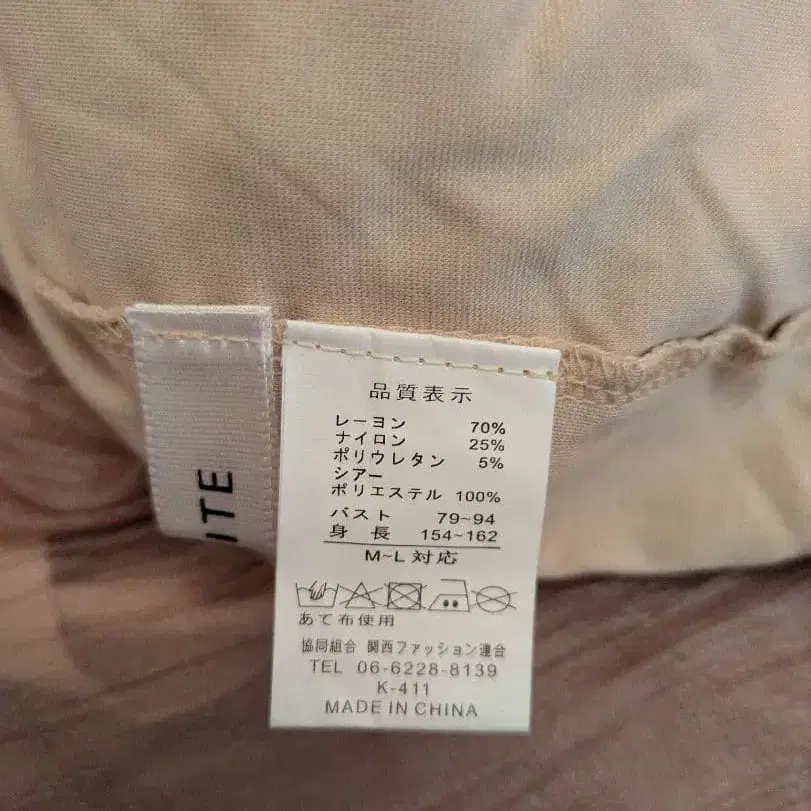 ITE
品質表示
レーヨン 70%
ナイロン 25%
ポリウレタン 5%
シアー
ポリエステル 100%
バスト 79~94
身長 154~162
M~L対応
あて布使用
協同組合 関西ファッション連合
TEL 06-6228-8139
K-411
MADE IN CHINA